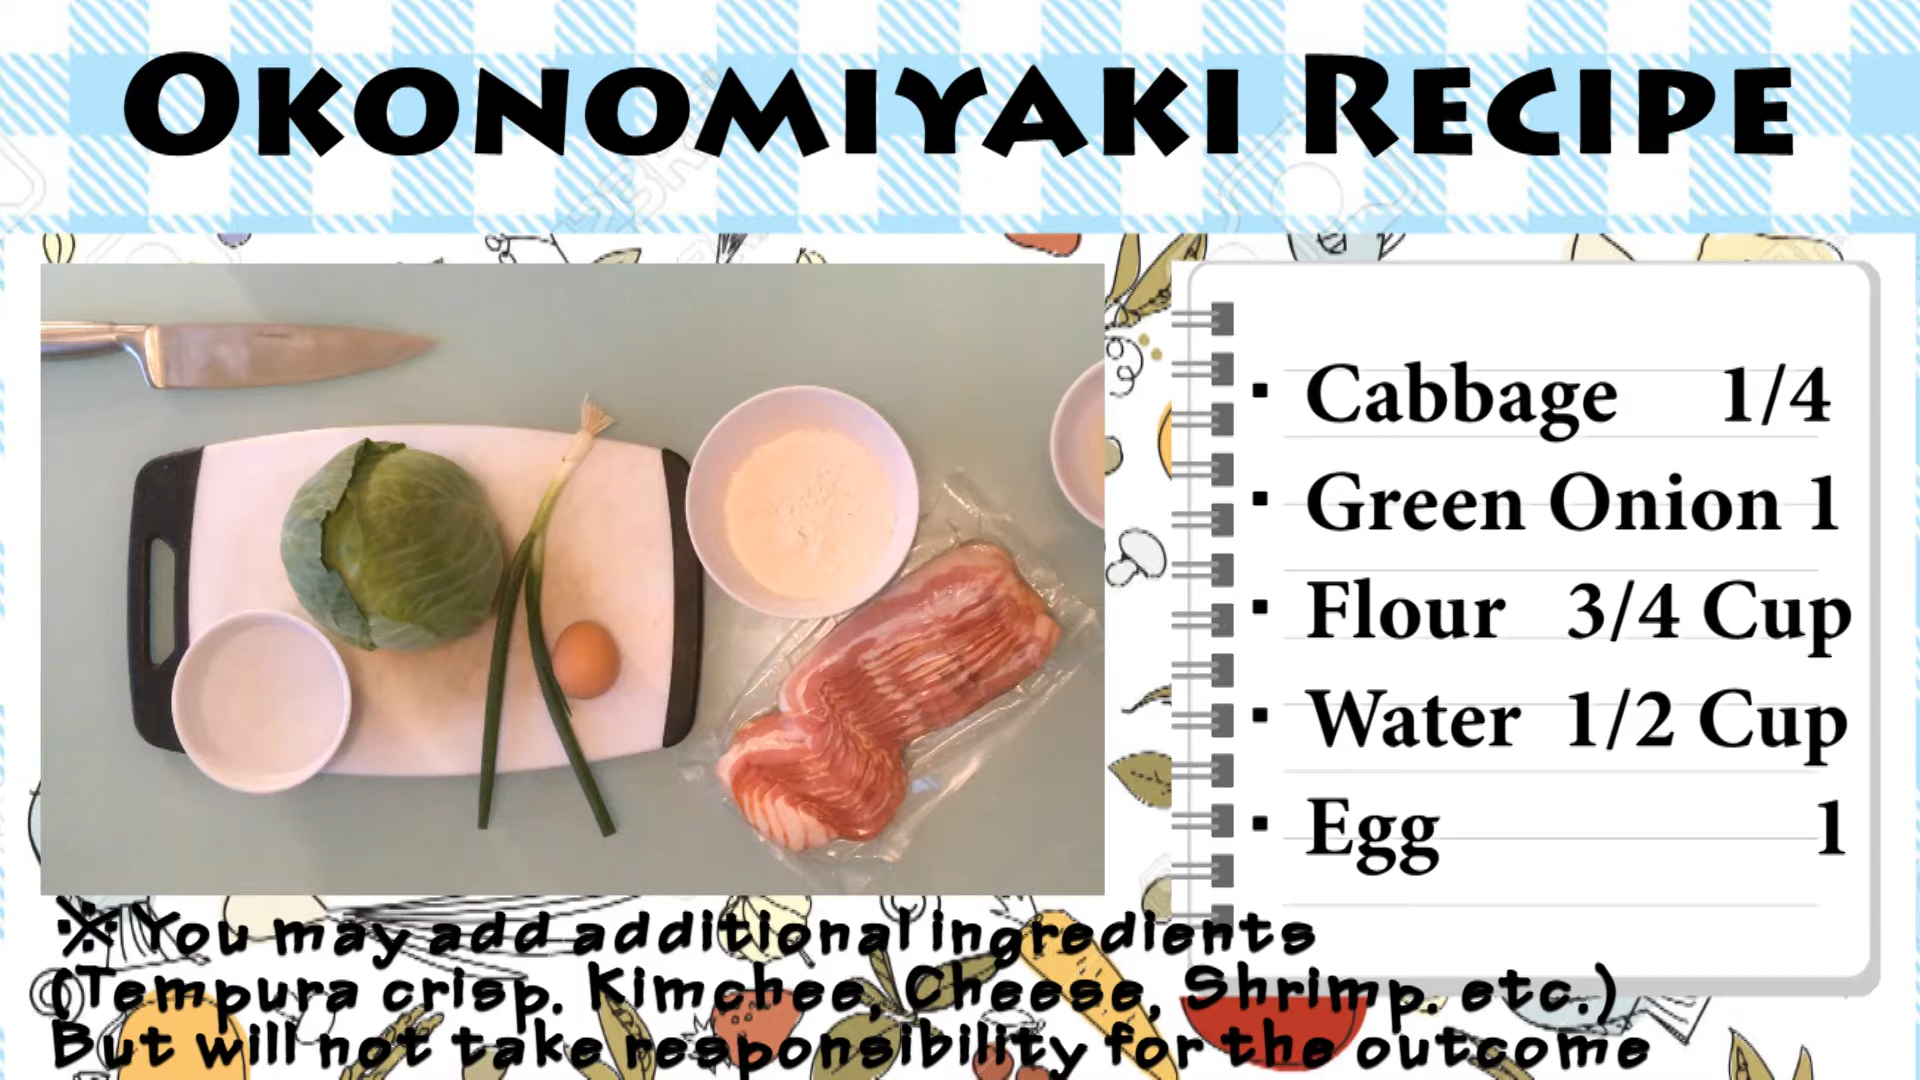 OKONOMIYAKI RECIPE
▪ Cabbage 1/4
▪ Green Onion 1
▪ Flour 3/4 Cup
▪ Water 1/2 Cup
▪ Egg 1
※You may add additional ingredients
(Tempura crisp. Kimchee, Cheese, Shrimp. etc.)
But will not take responsibility for the outcome